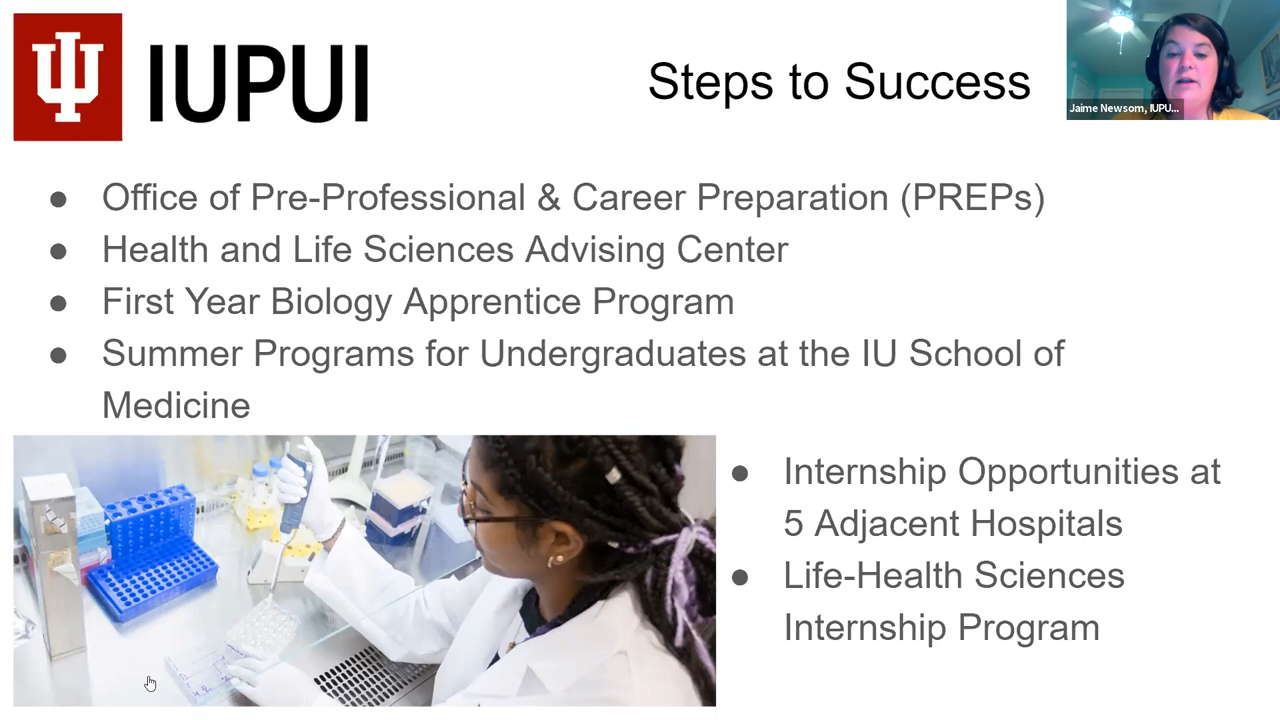 IUPUI
Steps to Success
Jaime Newsom, IUPU...
● Office of Pre-Professional & Career Preparation (PREPs)
● Health and Life Sciences Advising Center
● First Year Biology Apprentice Program
● Summer Programs for Undergraduates at the IU School of
Medicine
● Internship Opportunities at
5 Adjacent Hospitals
● Life-Health Sciences
Internship Program